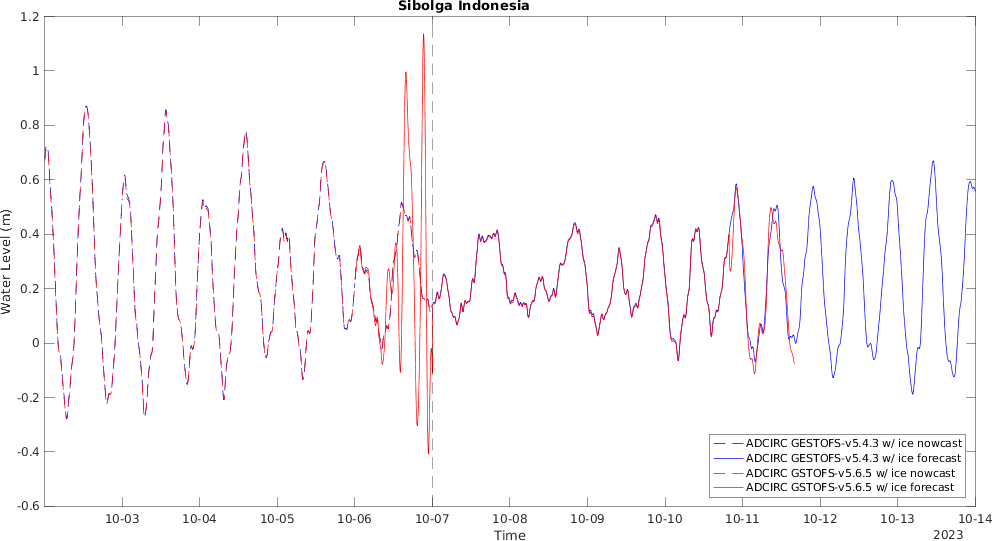 Sibolga Indonesia
1.2
1
0.8
0.6
0.4
0.2
0
-0.2
-0.4
-0.6
Water Level (m)
ADCIRC GESTOFS-v5.4.3 w/ ice nowcast
ADCIRC GESTOFS-v5.4.3 w/ ice forecast
ADCIRC GSTOFS-v5.6.5 w/ ice nowcast
ADCIRC GSTOFS-v5.6.5 w/ ice forecast
10-03 10-04 10-05 10-06 10-07 10-08 10-09 10-10 10-11 10-12 10-13 10-14
Time
2023